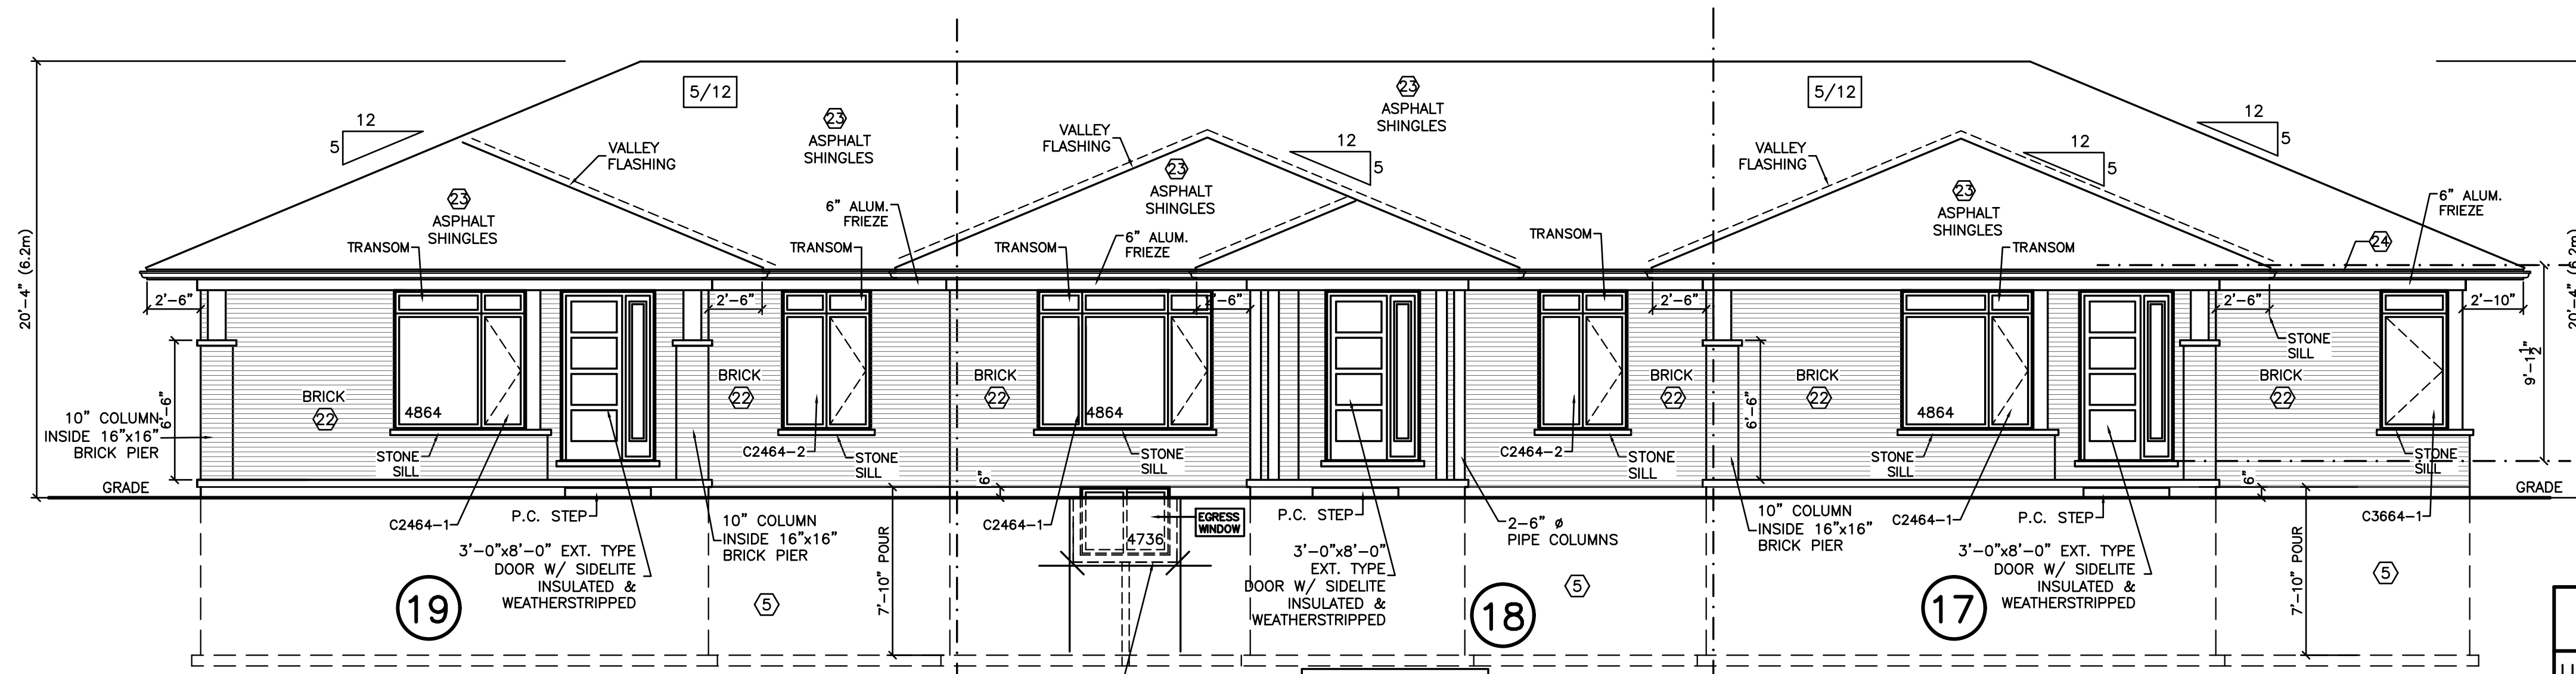 5/12
23
ASPHALT
SHINGLES
5/12
12
5
VALLEY
FLASHING
23
ASPHALT
SHINGLES
VALLEY
FLASHING
12
5
23
ASPHALT
SHINGLES
VALLEY
FLASHING
12
5
12
5
23
ASPHALT
SHINGLES
23
ASPHALT
SHINGLES
6" ALUM.
FRIEZE
6" ALUM.
FRIEZE
6" ALUM.
FRIEZE
24
TRANSOM
TRANSOM
TRANSOM
TRANSOM
TRANSOM
20'-4" (6.2m)
20'-4" (6.2m)
2'-6"
2'-6"
2'-6"
2'-6"
2'-6"
2'-10"
STONE
SILL
9'-1½"
6'-6"
6'-6"
BRICK
22
BRICK
22
BRICK
22
BRICK
22
BRICK
22
BRICK
22
4864
4864
4864
10" COLUMN
INSIDE 16"x16"
BRICK PIER
STONE
SILL
C2464-2
STONE
SILL
STONE
SILL
C2464-2
STONE
SILL
STONE
SILL
STONE
SILL
GRADE
6"
6"
GRADE
C2464-1
P.C. STEP
10" COLUMN
INSIDE 16"x16"
BRICK PIER
C2464-1
EGRESS
WINDOW
4736
P.C. STEP
2-6" ø
PIPE COLUMNS
10" COLUMN
INSIDE 16"x16"
BRICK PIER
C2464-1
P.C. STEP
C3664-1
3'-0"x8'-0" EXT. TYPE
DOOR W/ SIDELITE
INSULATED &
WEATHERSTRIPPED
3'-0"x8'-0"
EXT. TYPE
DOOR W/ SIDELITE
INSULATED &
WEATHERSTRIPPED
3'-0"x8'-0" EXT. TYPE
DOOR W/ SIDELITE
INSULATED &
WEATHERSTRIPPED
7'-10" POUR
7'-10" POUR
19
5
18
5
17
5